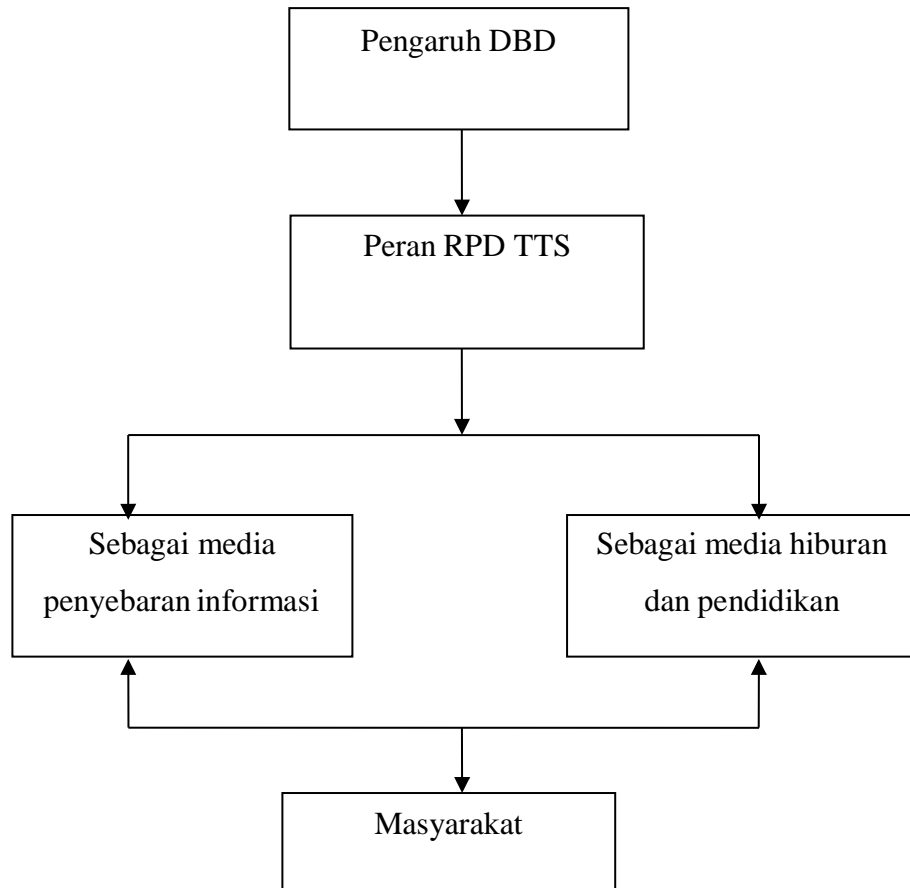 Pengaruh DBD
Peran RPD TTS
Sebagai media
penyebaran informasi
Sebagai media hiburan
dan pendidikan
Masyarakat